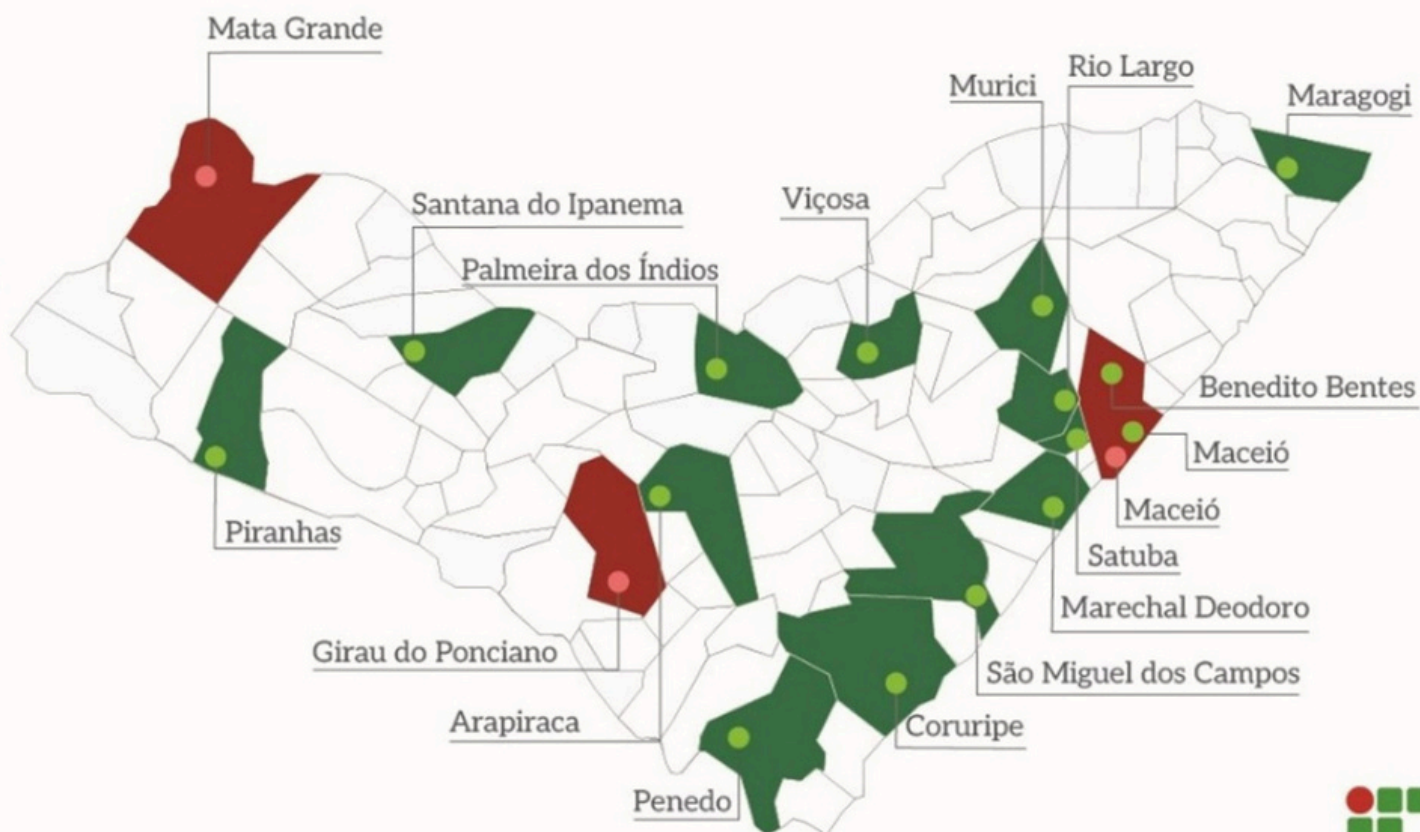 Mata Grande
Rio Largo
Murici
Maragogi
Viçosa
Santana do Ipanema
Palmeira dos Índios
Benedito Bentes
Maceió
Maceió
Piranhas
Satuba
Marechal Deodoro
Girau do Ponciano
São Miguel dos Campos
Arapiraca
Coruripe
Penedo